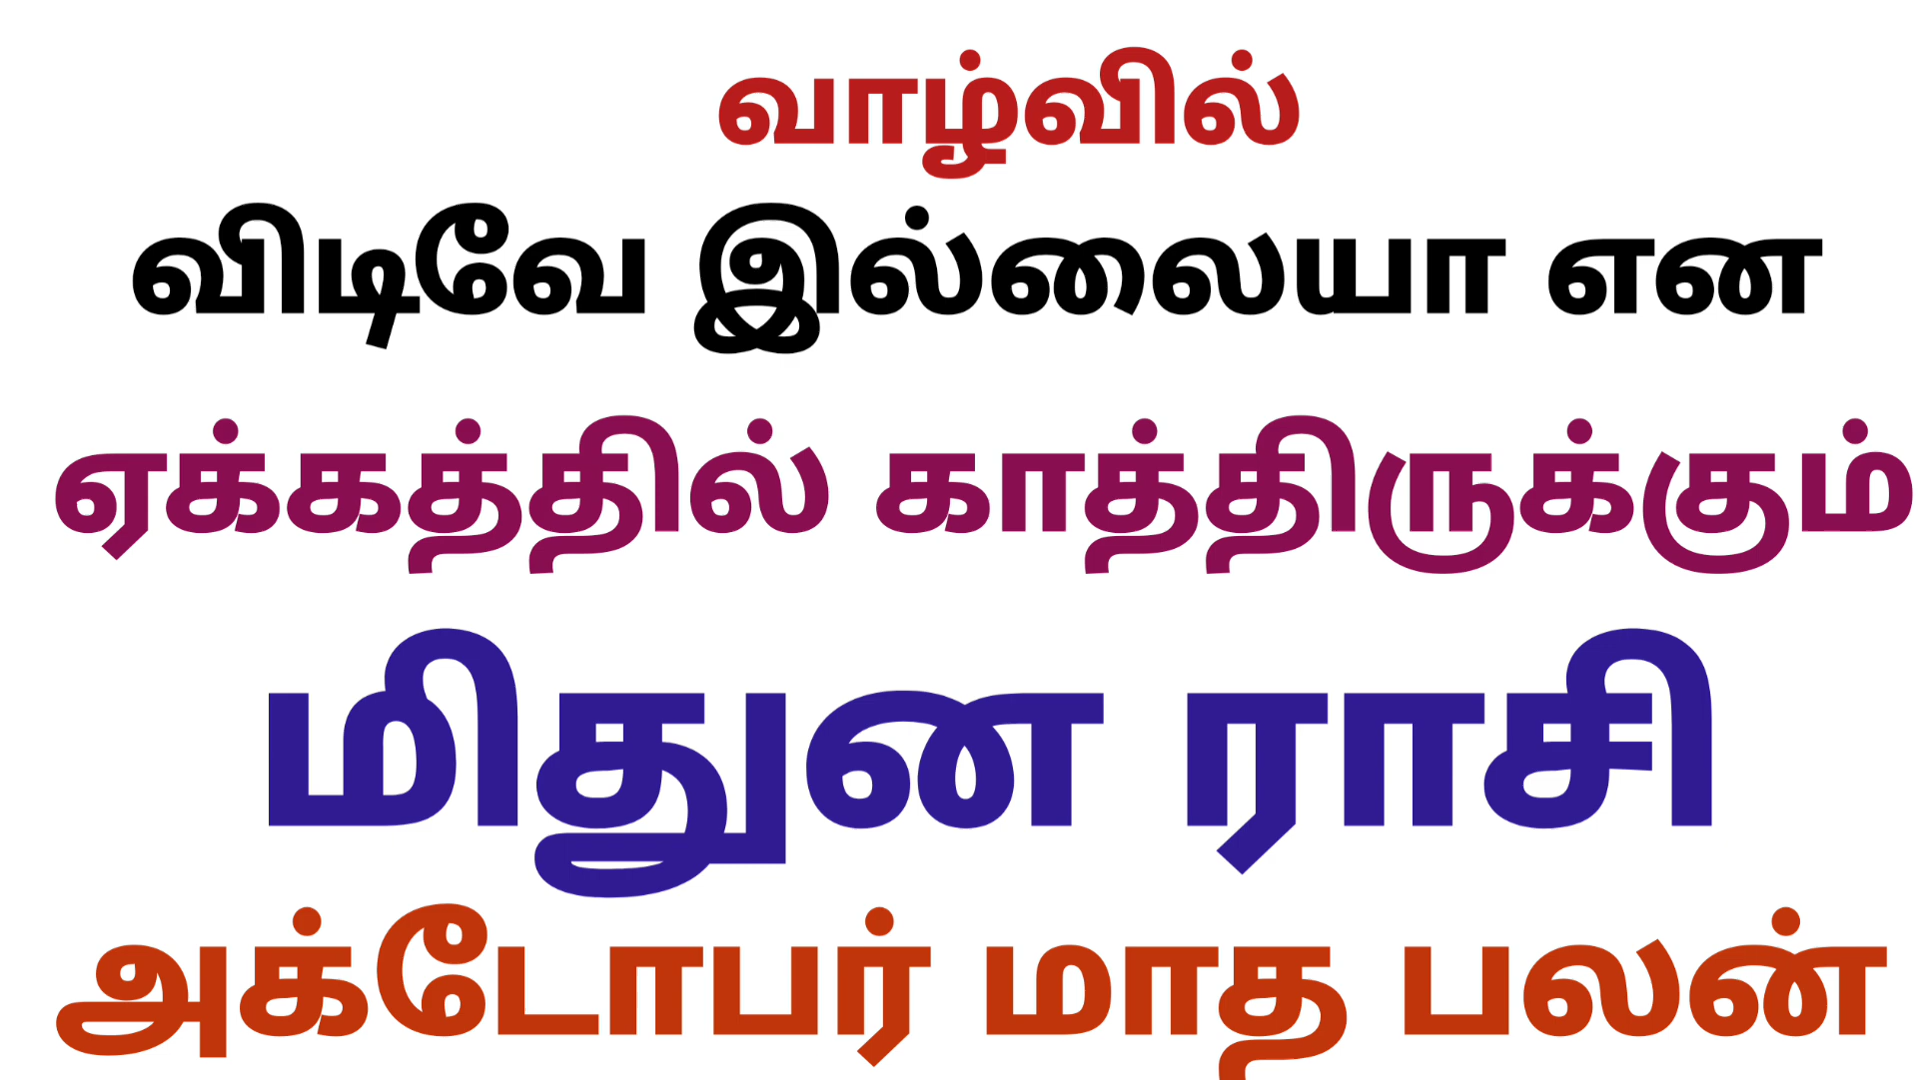 வாழ்வில்
விடிவே இல்லையா என
ஏக்கத்தில் காத்திருக்கும்
மிதுன ராசி
அக்டோபர் மாத பலன்